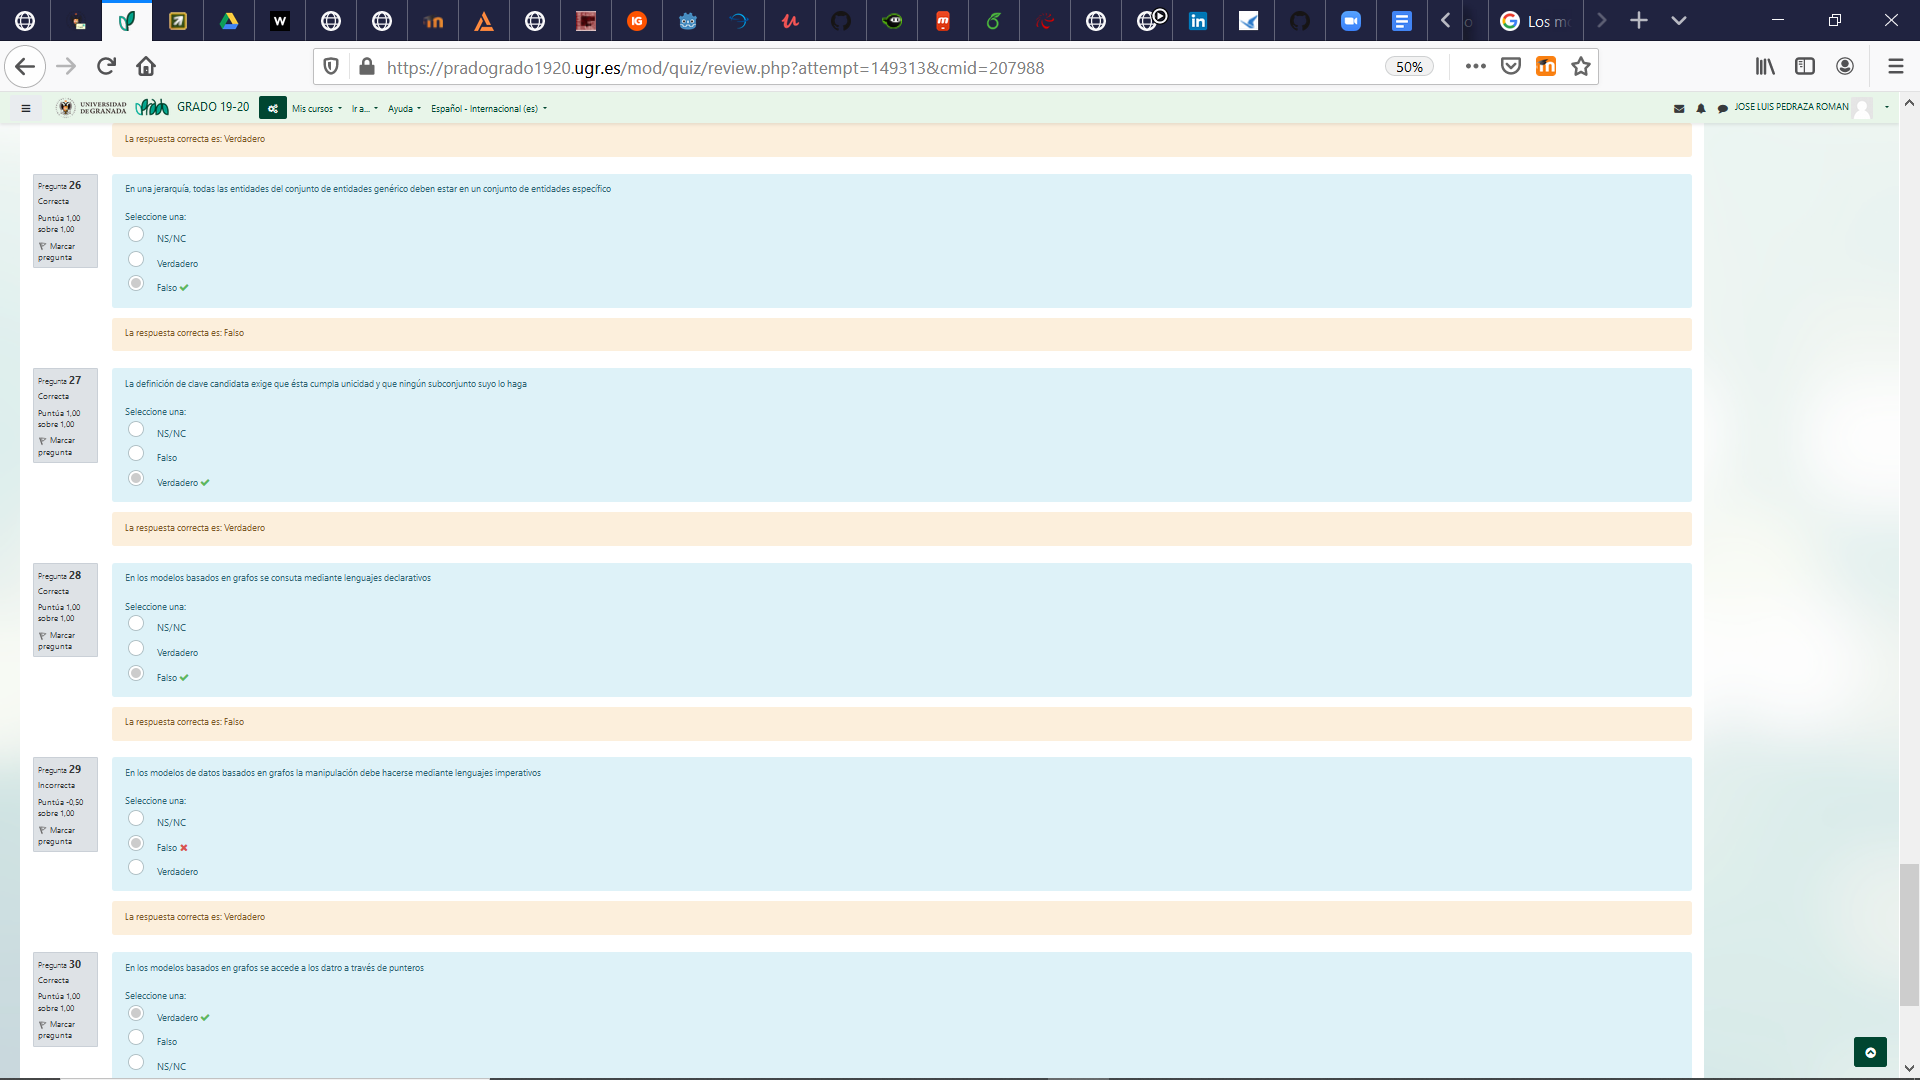 W
IG
Los m
https://pradogrado1920.ugr.es/mod/quiz/review.php?attempt=149313&cmid=207988
50%
UNIVERSIDAD
DE GRANADA
GRADO 19-20
Mis cursos
Ir a...
Ayuda
Español - Internacional (es)
JOSE LUIS PEDRAZA ROMAN
La respuesta correcta es: Verdadero
Pregunta 26
Correcta
Puntúa 1,00
sobre 1,00
Marcar
pregunta
En una jerarquía, todas las entidades del conjunto de entidades genérico deben estar en un conjunto de entidades específico
Seleccione una:
NS/NC
Verdadero
Falso
La respuesta correcta es: Falso
Pregunta 27
Correcta
Puntúa 1,00
sobre 1,00
Marcar
pregunta
La definición de clave candidata exige que ésta cumpla unicidad y que ningún subconjunto suyo lo haga
Seleccione una:
NS/NC
Falso
Verdadero
La respuesta correcta es: Verdadero
Pregunta 28
Correcta
Puntúa 1,00
sobre 1,00
Marcar
pregunta
En los modelos basados en grafos se consuta mediante lenguajes declarativos
Seleccione una:
NS/NC
Verdadero
Falso
La respuesta correcta es: Falso
Pregunta 29
Incorrecta
Puntúa -0,50
sobre 1,00
Marcar
pregunta
En los modelos de datos basados en grafos la manipulación debe hacerse mediante lenguajes imperativos
Seleccione una:
NS/NC
Falso
Verdadero
La respuesta correcta es: Verdadero
Pregunta 30
Correcta
Puntúa 1,00
sobre 1,00
Marcar
pregunta
En los modelos basados en grafos se accede a los datro a través de punteros
Seleccione una:
Verdadero
Falso
NS/NC